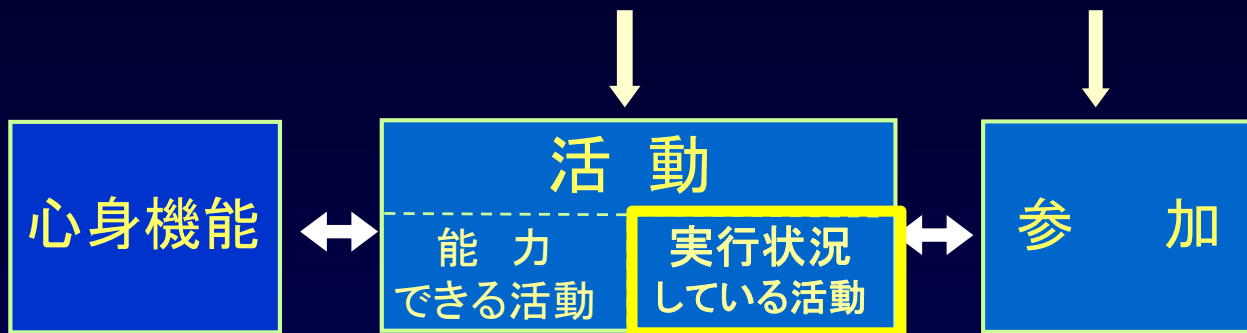 心身機能
活 動
能 力
できる活動
実行状況
している活動
参 加